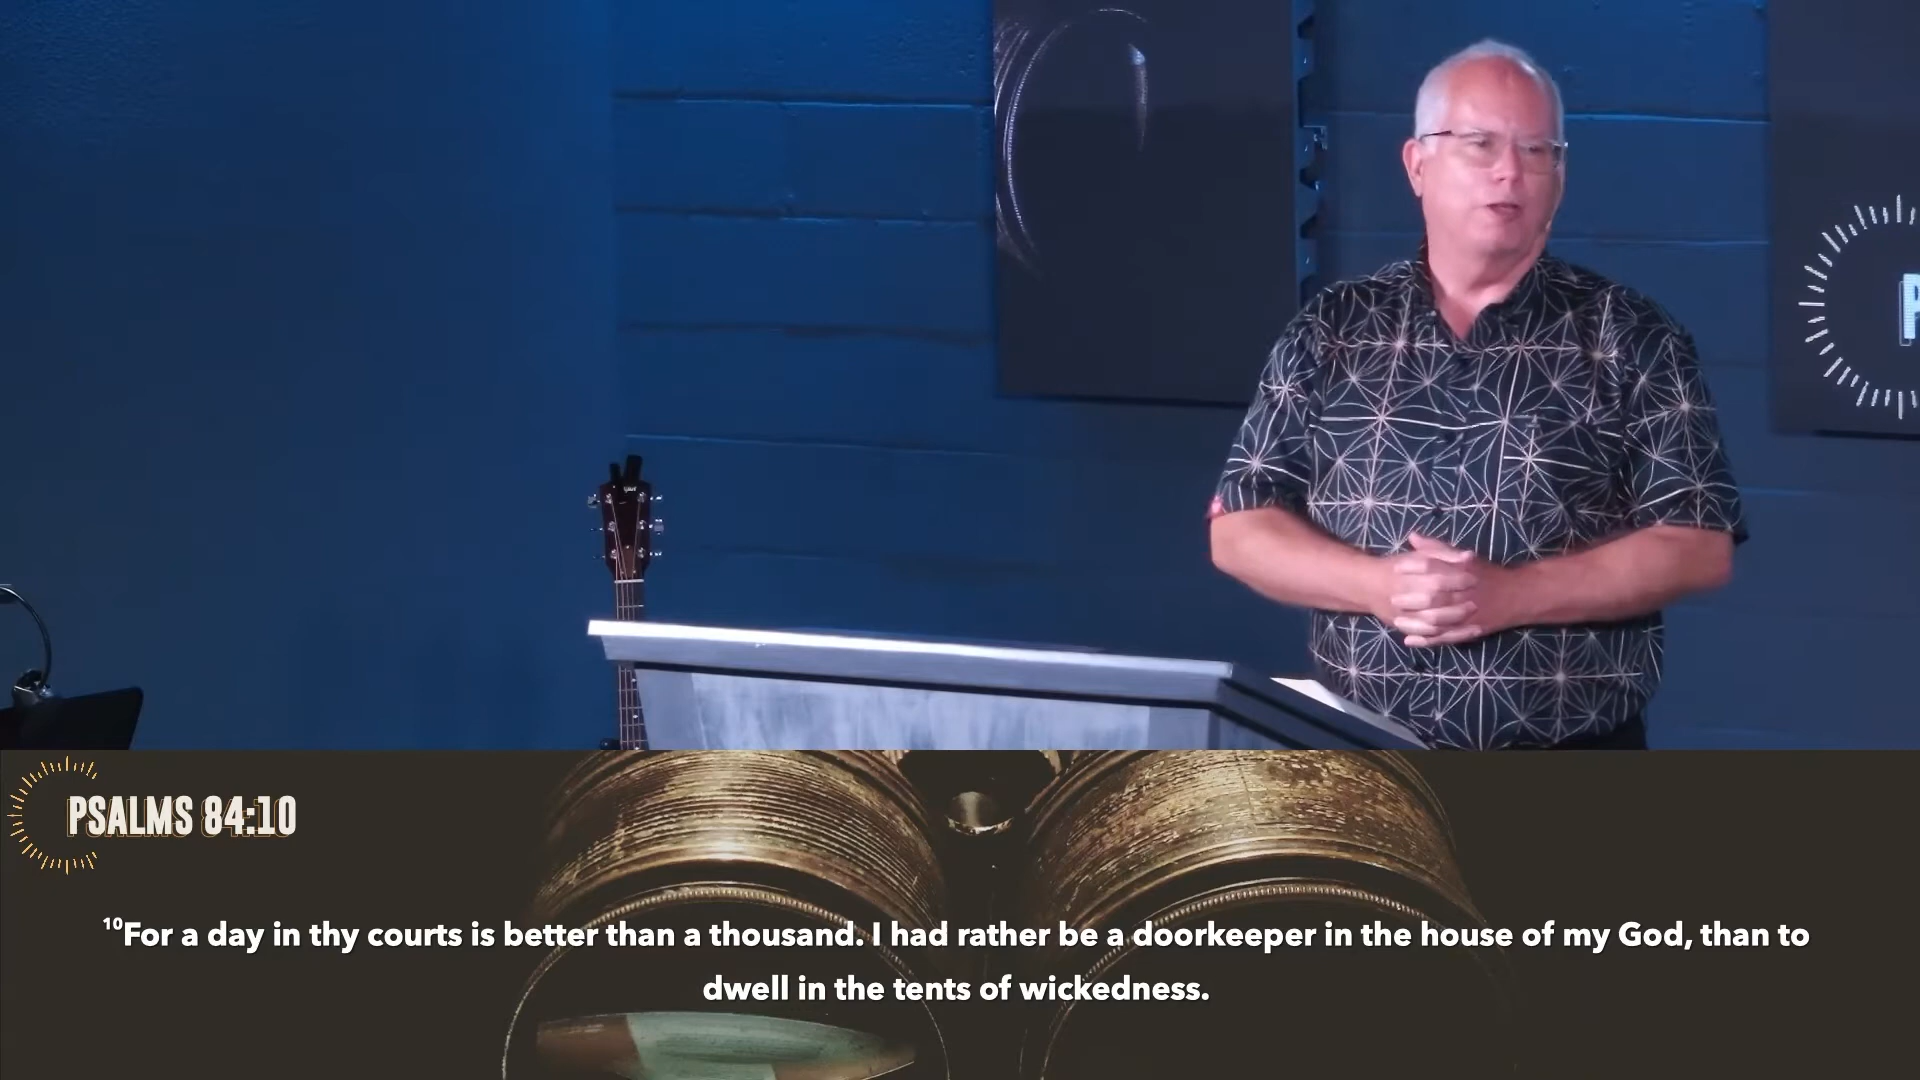 P
PSALMS 84:10
¹⁰For a day in thy courts is better than a thousand. I had rather be a doorkeeper in the house of my God, than to
dwell in the tents of wickedness.